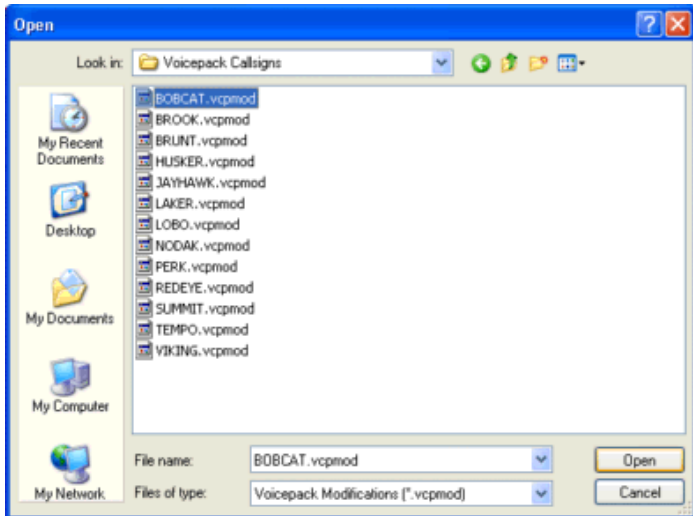 Open
Look in: Voicepack Callsigns
My Recent
Documents
Desktop
My Documents
My Computer
My Network
BOBCAT.vcpmod
BROOK.vcpmod
BRUNT.vcpmod
HUSKER.vcpmod
JAYHAWK.vcpmod
LAKER.vcpmod
LOBO.vcpmod
NODAK.vcpmod
PERK.vcpmod
REDEYE.vcpmod
SUMMIT.vcpmod
TEMPO.vcpmod
VIKING.vcpmod
File name: BOBCAT.vcpmod Open
Files of type: Voicepack Modifications (*.vcpmod) Cancel